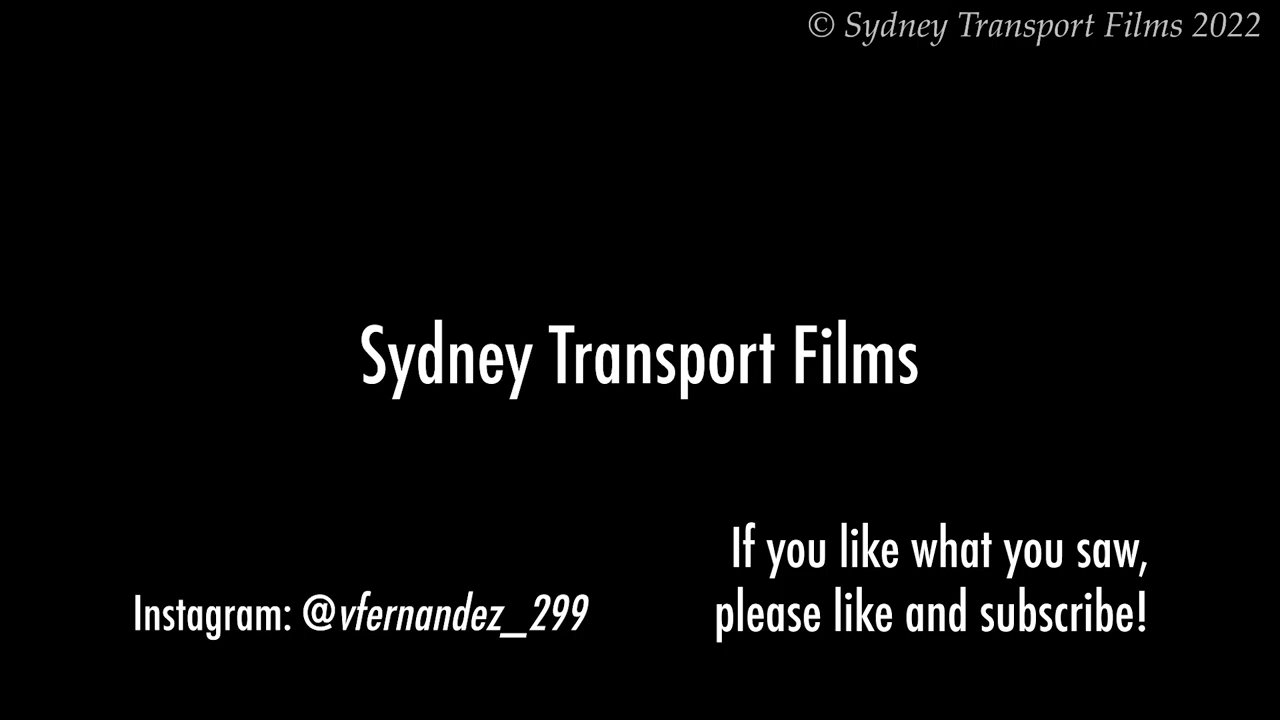 © Sydney Transport Films 2022
Sydney Transport Films
If you like what you saw,
please like and subscribe!
Instagram: @vfernandez_299